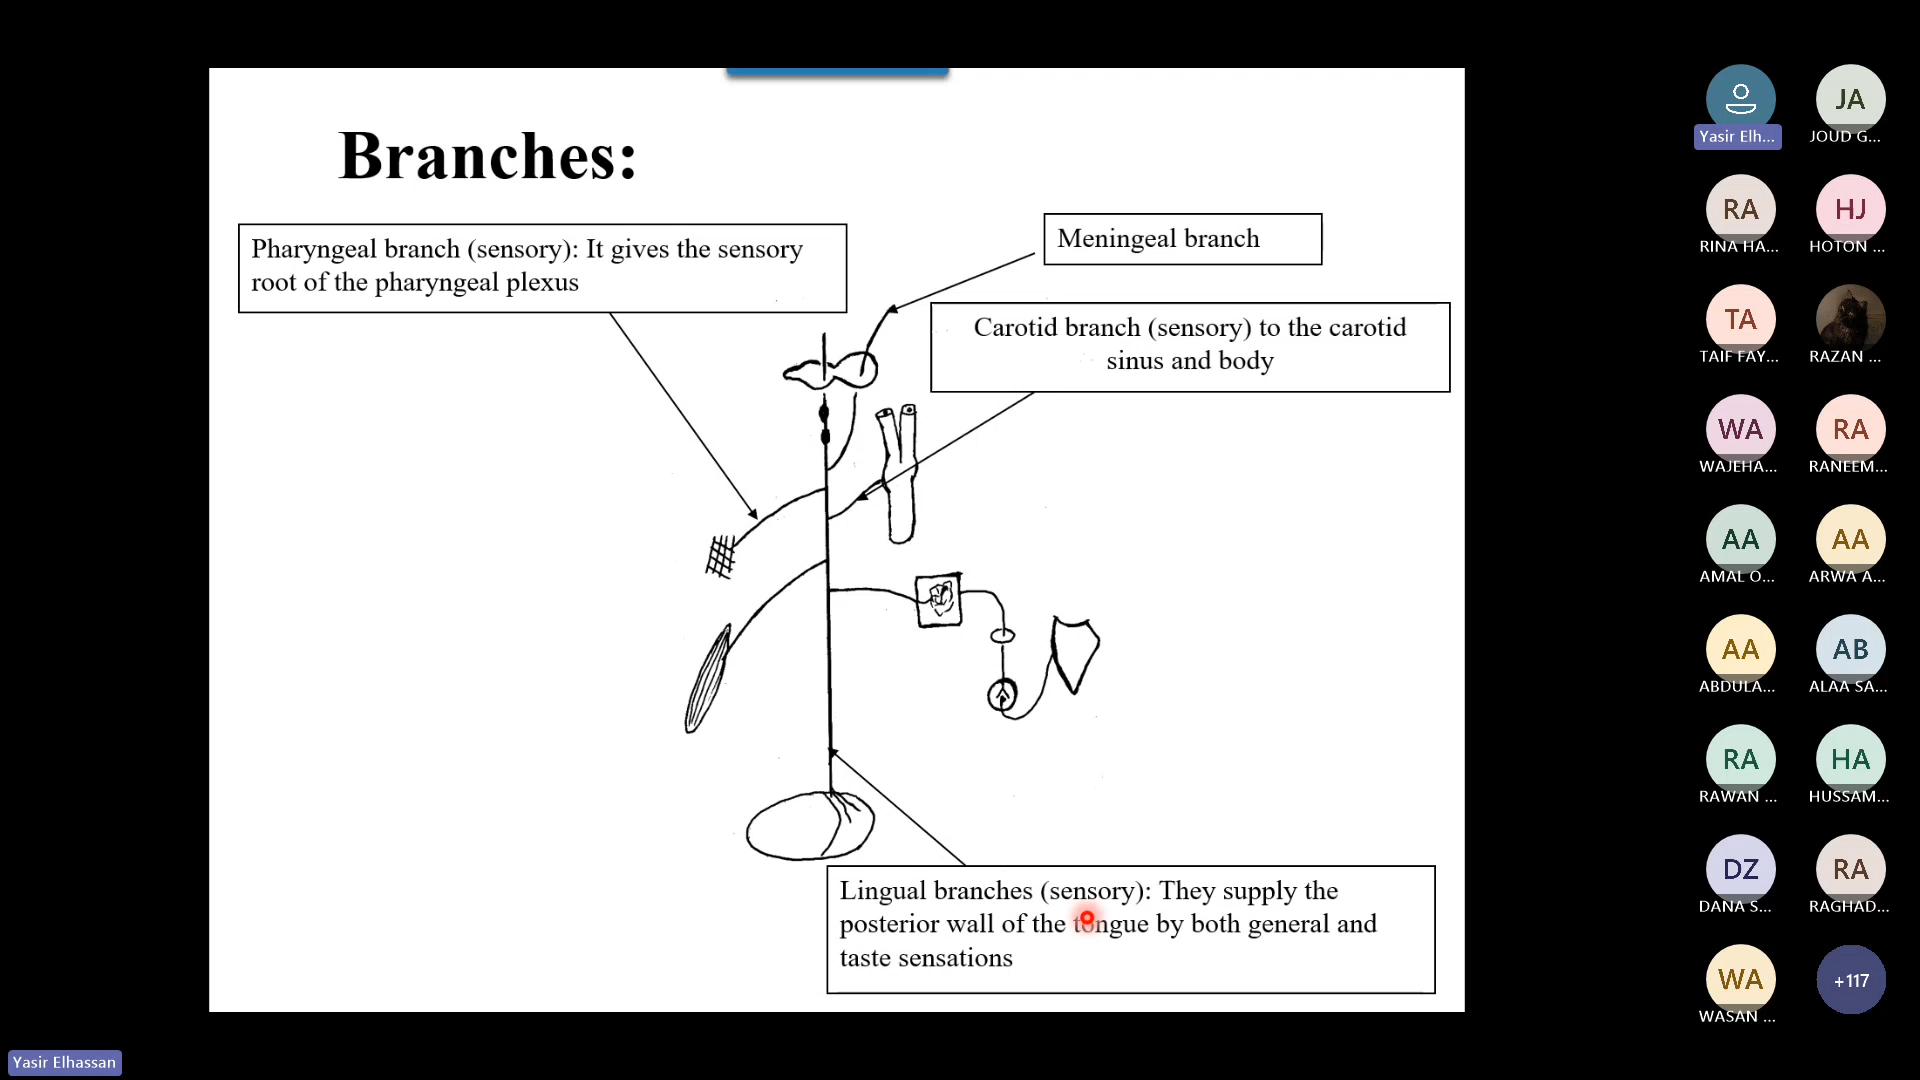 Branches:
Pharyngeal branch (sensory): It gives the sensory
root of the pharyngeal plexus
Meningeal branch
Carotid branch (sensory) to the carotid
sinus and body
Lingual branches (sensory): They supply the
posterior wall of the tongue by both general and
taste sensations
Yasir Elh...
JA
JOUD G...
RA
RINA HA...
HJ
HOTON ...
TA
TAIF FAY...
RAZAN ...
WA
WAJEHA...
RA
RANEEM...
AA
AMAL O...
AA
ARWA A...
AA
ABDULA...
AB
ALAA SA...
RA
RAWAN ...
HA
HUSSAM...
DZ
DANA S...
RA
RAGHAD...
WA
WASAN ...
+117
Yasir Elhassan